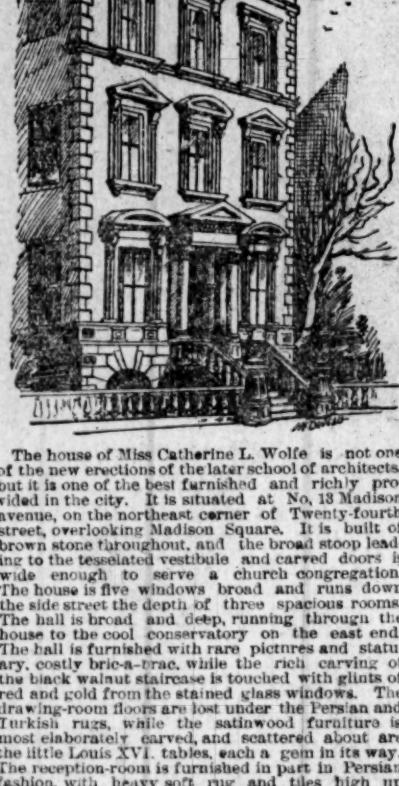 The house of Miss Catherine L. Wolfe is not one
of the new erections of the later school of architects
but it is one of the best furnished and richly pro
vided in the city. It is situated at No. 13 Madison
avenue, on the northeast corner of Twenty-fourth
street, overlooking Madison Square. It is built of
brown stone throughout, and the broad stoop lead
ing to the tesselated vestibule and carved doors is
wide enough to serve a church congregation
The house is five windows broad and runs down
the side street the depth of three spacious rooms
The hall is broad and deep, running through the
house to the cool conservatory on the east end
The hall is furnished with rare pictures and statu
ary, costly bric-a-brac, while the rich carving of
the black walnut staircase is touched with glints of
red and gold from the stained glass windows. The
drawing-room floors are lost under the Persian and
Turkish rugs, while the satinwood furniture is
most elaborately carved, and scattered about are
the little Louis XVI. tables, each a gem in its way.
The reception-room is furnished in part in Persian
fashion, with heavy soft rug and tiles high up